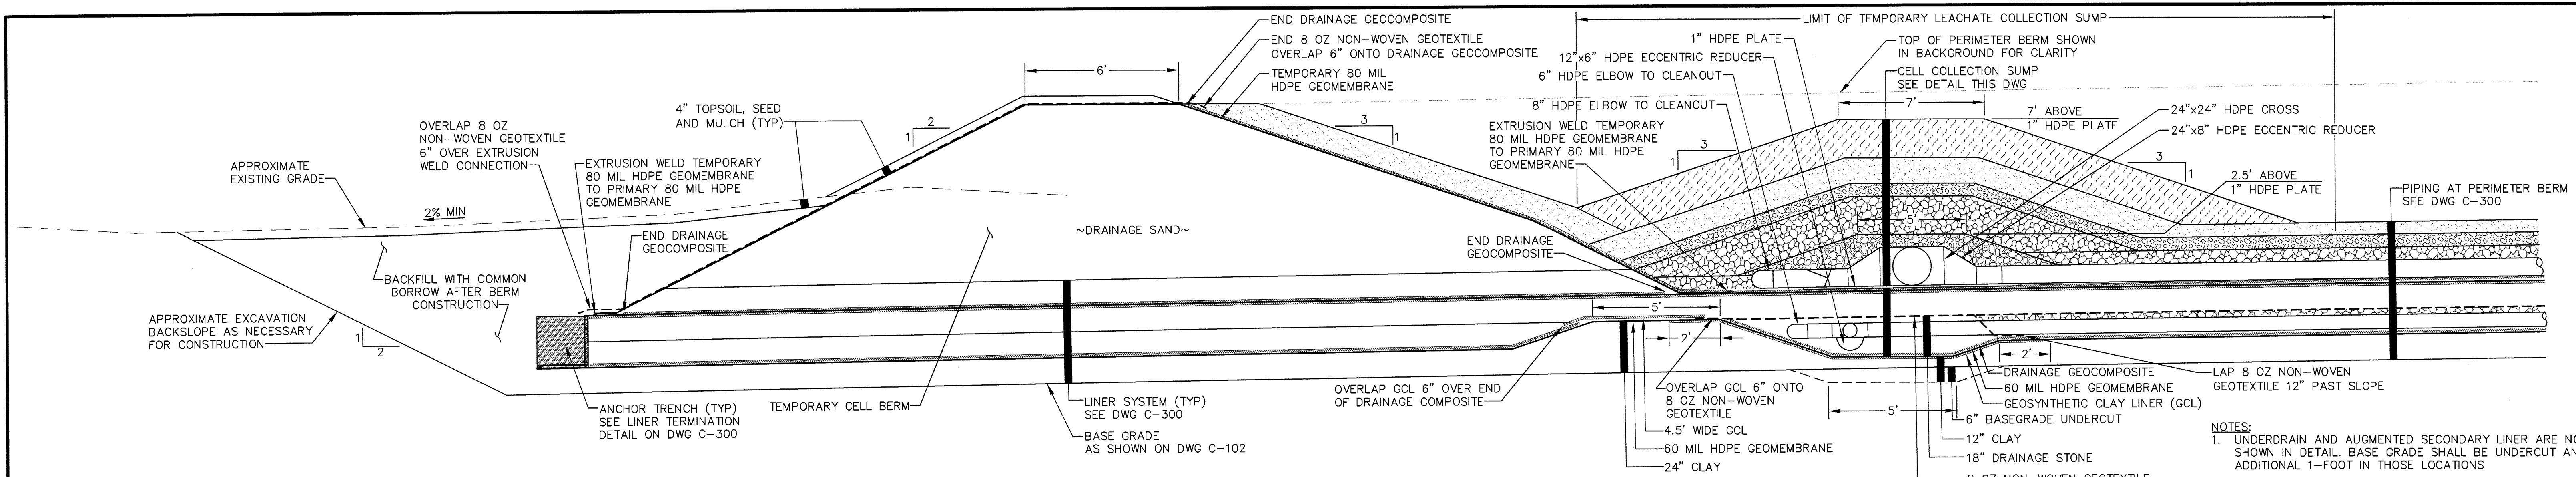 END DRAINAGE GEOCOMPOSITE
END 8 OZ NON-WOVEN GEOTEXTILE
OVERLAP 6" ONTO DRAINAGE GEOCOMPOSITE
TEMPORARY 80 MIL
HDPE GEOMEMBRANE
6'
4" TOPSOIL, SEED
AND MULCH (TYP)
2
1
OVERLAP 8 OZ
NON-WOVEN GEOTEXTILE
6" OVER EXTRUSION
WELD CONNECTION
EXTRUSION WELD TEMPORARY
80 MIL HDPE GEOMEMBRANE
TO PRIMARY 80 MIL HDPE
GEOMEMBRANE
APPROXIMATE
EXISTING GRADE
2% MIN
END DRAINAGE
GEOCOMPOSITE
BACKFILL WITH COMMON
BORROW AFTER BERM
CONSTRUCTION
APPROXIMATE EXCAVATION
BACKSLOPE AS NECESSARY
FOR CONSTRUCTION
1
2
ANCHOR TRENCH (TYP)
SEE LINER TERMINATION
DETAIL ON DWG C-300
TEMPORARY CELL BERM
~DRAINAGE SAND~
LINER SYSTEM (TYP)
SEE DWG C-300
BASE GRADE
AS SHOWN ON DWG C-102
LIMIT OF TEMPORARY LEACHATE COLLECTION SUMP
1" HDPE PLATE
12"x6" HDPE ECCENTRIC REDUCER
6" HDPE ELBOW TO CLEANOUT
8" HDPE ELBOW TO CLEANOUT
EXTRUSION WELD TEMPORARY
80 MIL HDPE GEOMEMBRANE
TO PRIMARY 80 MIL HDPE
GEOMEMBRANE
3
1
3
1
TOP OF PERIMETER BERM SHOWN
IN BACKGROUND FOR CLARITY
CELL COLLECTION SUMP
SEE DETAIL THIS DWG
7'
7' ABOVE
1" HDPE PLATE
24"x24" HDPE CROSS
24"x8" HDPE ECCENTRIC REDUCER
3
1
2.5' ABOVE
1" HDPE PLATE
PIPING AT PERIMETER BERM
SEE DWG C-300
5'
END DRAINAGE
GEOCOMPOSITE
5'
2'
OVERLAP GCL 6" OVER END
OF DRAINAGE COMPOSITE
OVERLAP GCL 6" ONTO
8 OZ NON-WOVEN
GEOTEXTILE
4.5' WIDE GCL
60 MIL HDPE GEOMEMBRANE
24" CLAY
5'
2'
DRAINAGE GEOCOMPOSITE
60 MIL HDPE GEOMEMBRANE
GEOSYNTHETIC CLAY LINER (GCL)
6" BASEGRADE UNDERCUT
12" CLAY
18" DRAINAGE STONE
8 OZ NON-WOVEN GEOTEXTILE
LAP 8 OZ NON-WOVEN
GEOTEXTILE 12" PAST SLOPE
NOTES:
1. UNDERDRAIN AND AUGMENTED SECONDARY LINER ARE
SHOWN IN DETAIL. BASE GRADE SHALL BE UNDERCUT
ADDITIONAL 1-FOOT IN THOSE LOCATIONS